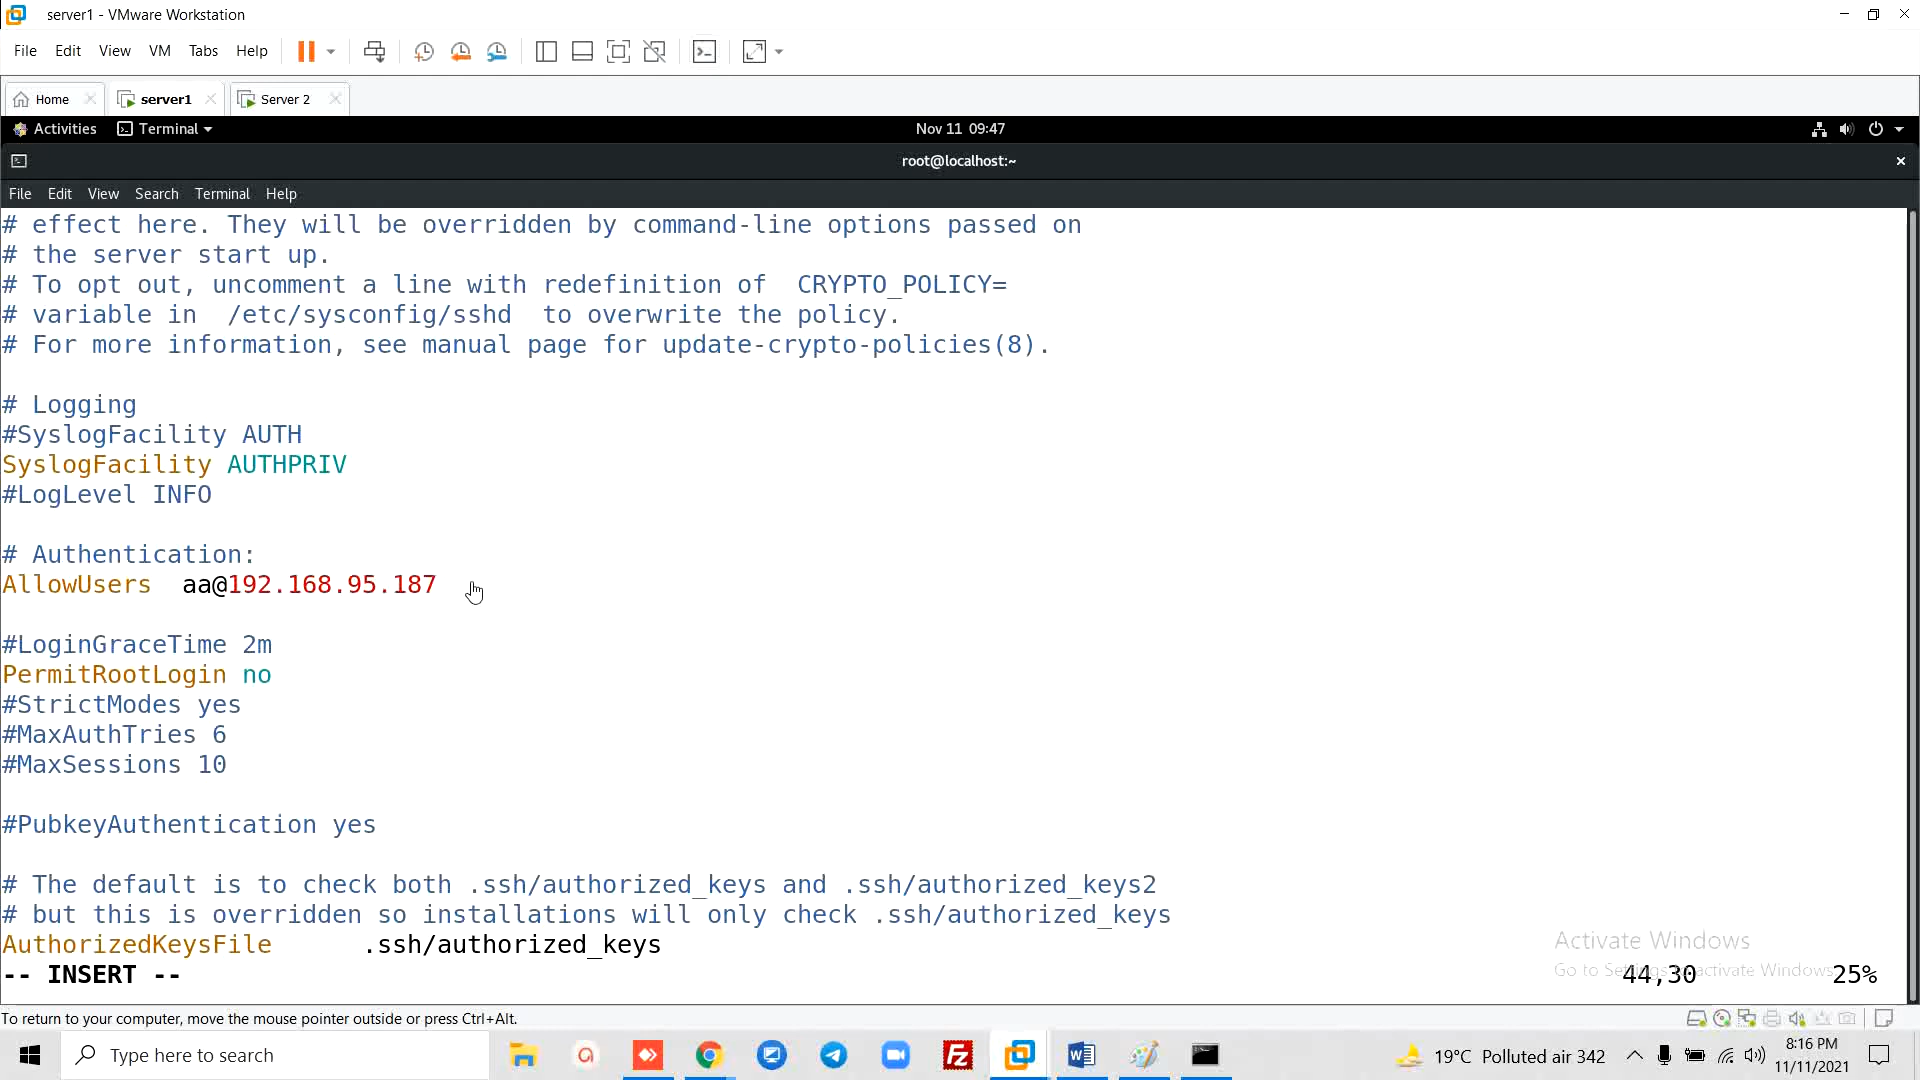 server1 - VMware Workstation
File Edit View VM Tabs Help
Home server1 Server 2
Activities Terminal Nov 11 09:47
root@localhost:~
File Edit View Search Terminal Help
# effect here. They will be overridden by command-line options passed on
# the server start up.
# To opt out, uncomment a line with redefinition of  CRYPTO_POLICY=
# variable in  /etc/sysconfig/sshd  to overwrite the policy.
# For more information, see manual page for update-crypto-policies(8).
# Logging
#SyslogFacility AUTH
SyslogFacility AUTHPRIV
#LogLevel INFO
# Authentication:
AllowUsers  aa@192.168.95.187
#LoginGraceTime 2m
PermitRootLogin no
#StrictModes yes
#MaxAuthTries 6
#MaxSessions 10
#PubkeyAuthentication yes
# The default is to check both .ssh/authorized_keys and .ssh/authorized_keys2
# but this is overridden so installations will only check .ssh/authorized_keys
AuthorizedKeysFile      .ssh/authorized_keys
Activate Windows
Go to Settings to activate Windows.
-- INSERT -- 44,30 25%
To return to your computer, move the mouse pointer outside or press Ctrl+Alt.
Type here to search
19°C Polluted air 342
8:16 PM
11/11/2021